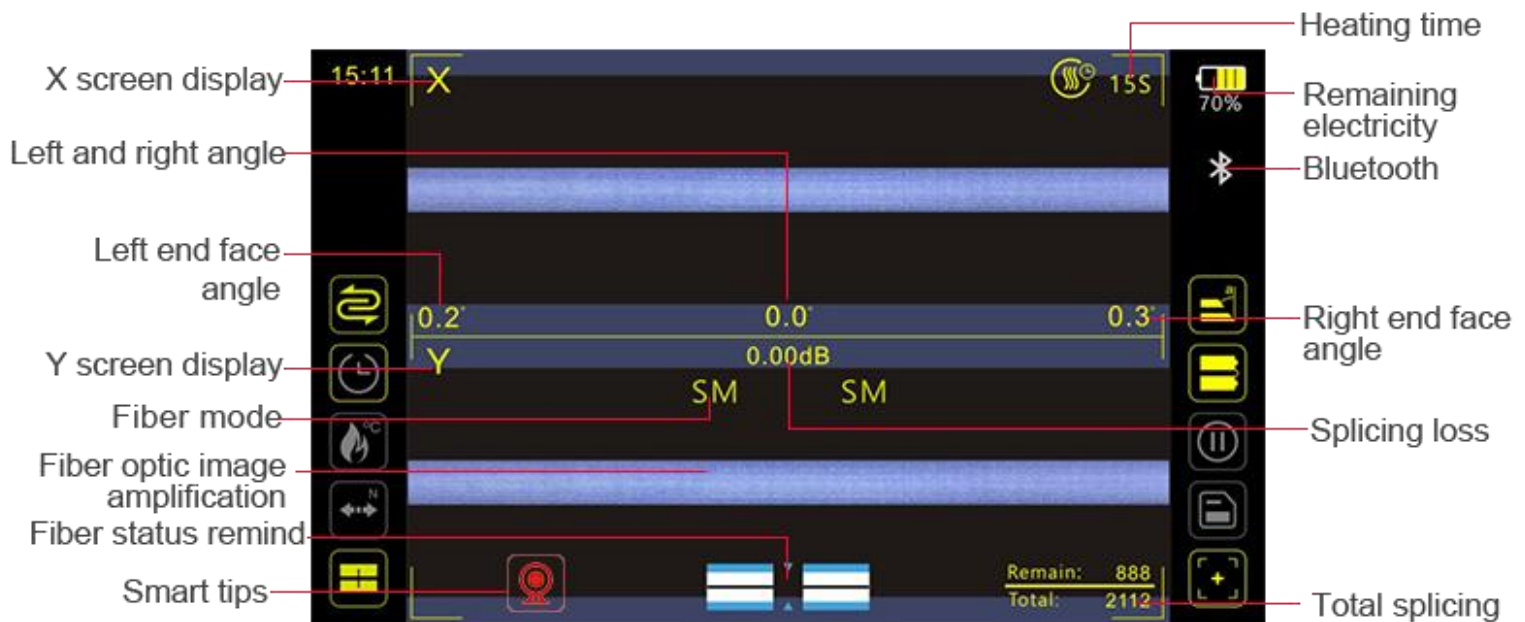 Heating time
X screen display
15:11
X
15S
70%
Remaining
electricity
Left and right angle
Bluetooth
Left end face
angle
0.2°
0.0°
0.3°
a
Right end face
angle
Y screen display
Y
0.00dB
SM
SM
Fiber mode
°C
Splicing loss
Fiber optic image
amplification
N
Fiber status remind
Smart tips
Remain: 888
Total: 2112
Total splicing